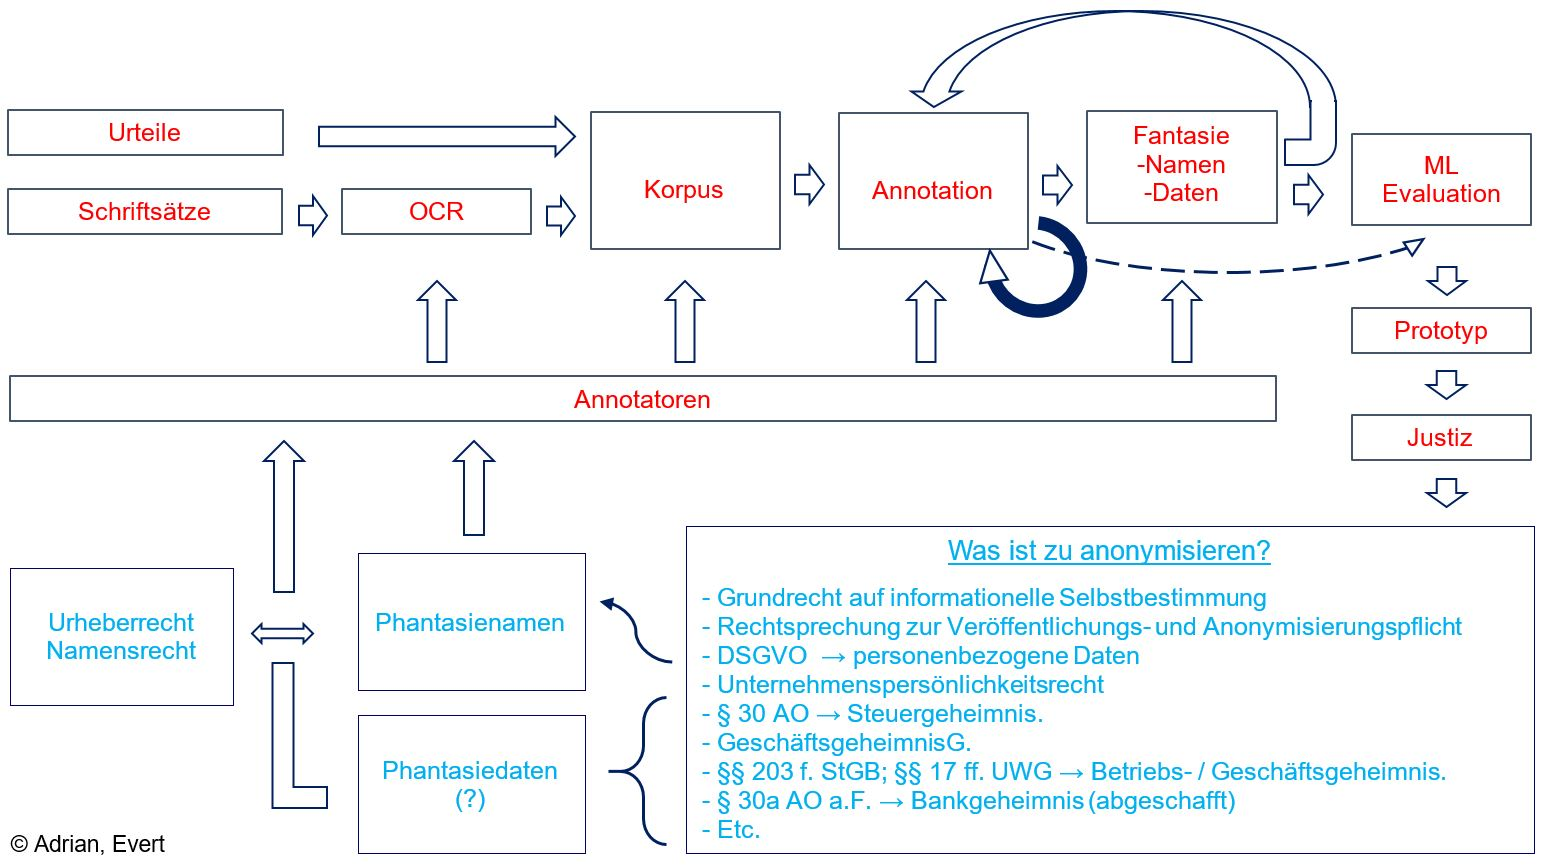 Urteile
Schriftsätze
OCR
Korpus
Annotation
Fantasie
-Namen
-Daten
ML
Evaluation
Prototyp
Justiz
Annotatoren
Urheberrecht
Namensrecht
Phantasienamen
Phantasiedaten
(?)
Was ist zu anonymisieren?
- Grundrecht auf informationelle Selbstbestimmung
- Rechtsprechung zur Veröffentlichungs- und Anonymisierungspflicht
- DSGVO → personenbezogene Daten
- Unternehmenspersönlichkeitsrecht
- § 30 AO → Steuergeheimnis.
- GeschäftsgeheimnisG.
- §§ 203 f. StGB; §§ 17 ff. UWG → Betriebs- / Geschäftsgeheimnis.
- § 30a AO a.F. → Bankgeheimnis (abgeschafft)
- Etc.
© Adrian, Evert